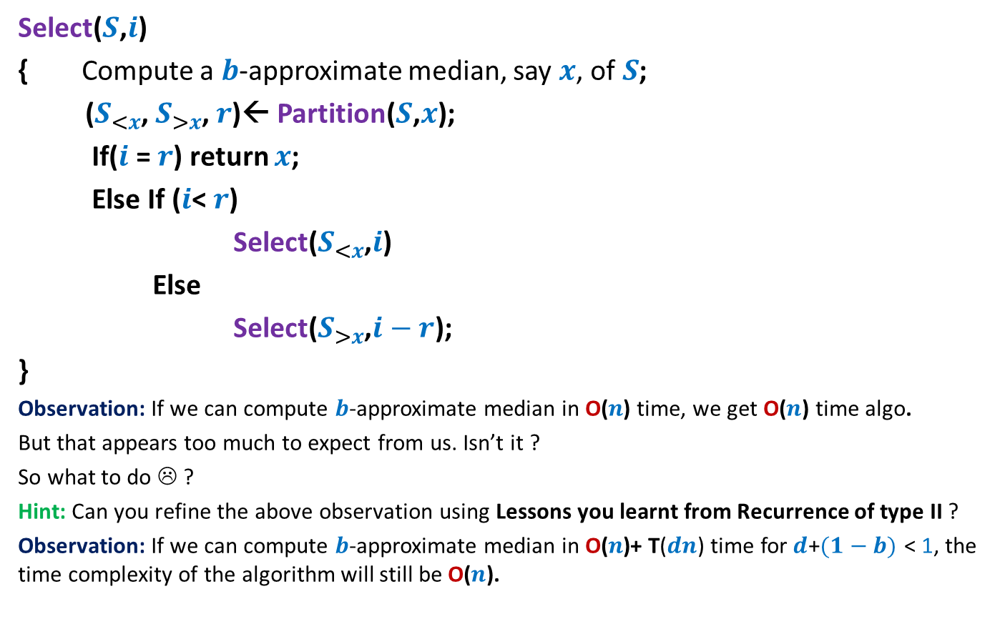 Select(S,i)
{ Compute a b-approximate median, say x, of S;
(S<x, S>x, r)← Partition(S,x);
If(i = r) return x;
Else If (i< r)
Select(S<x,i)
Else
Select(S>x,i − r);
}
Observation: If we can compute b-approximate median in O(n) time, we get O(n) time algo.
But that appears too much to expect from us. Isn’t it ?
So what to do ☹ ?
Hint: Can you refine the above observation using Lessons you learnt from Recurrence of type II ?
Observation: If we can compute b-approximate median in O(n)+ T(dn) time for d+(1 − b) < 1, the
time complexity of the algorithm will still be O(n).